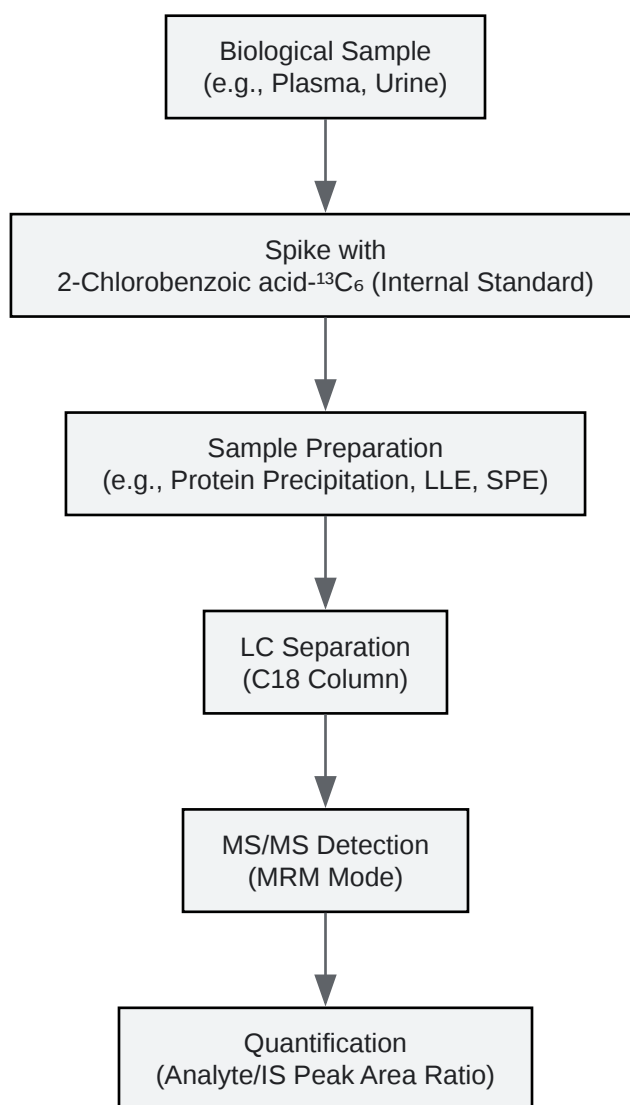 Biological Sample
(e.g., Plasma, Urine)
Spike with
2-Chlorobenzoic acid-¹³C₆ (Internal Standard)
Sample Preparation
(e.g., Protein Precipitation, LLE, SPE)
LC Separation
(C18 Column)
MS/MS Detection
(MRM Mode)
Quantification
(Analyte/IS Peak Area Ratio)